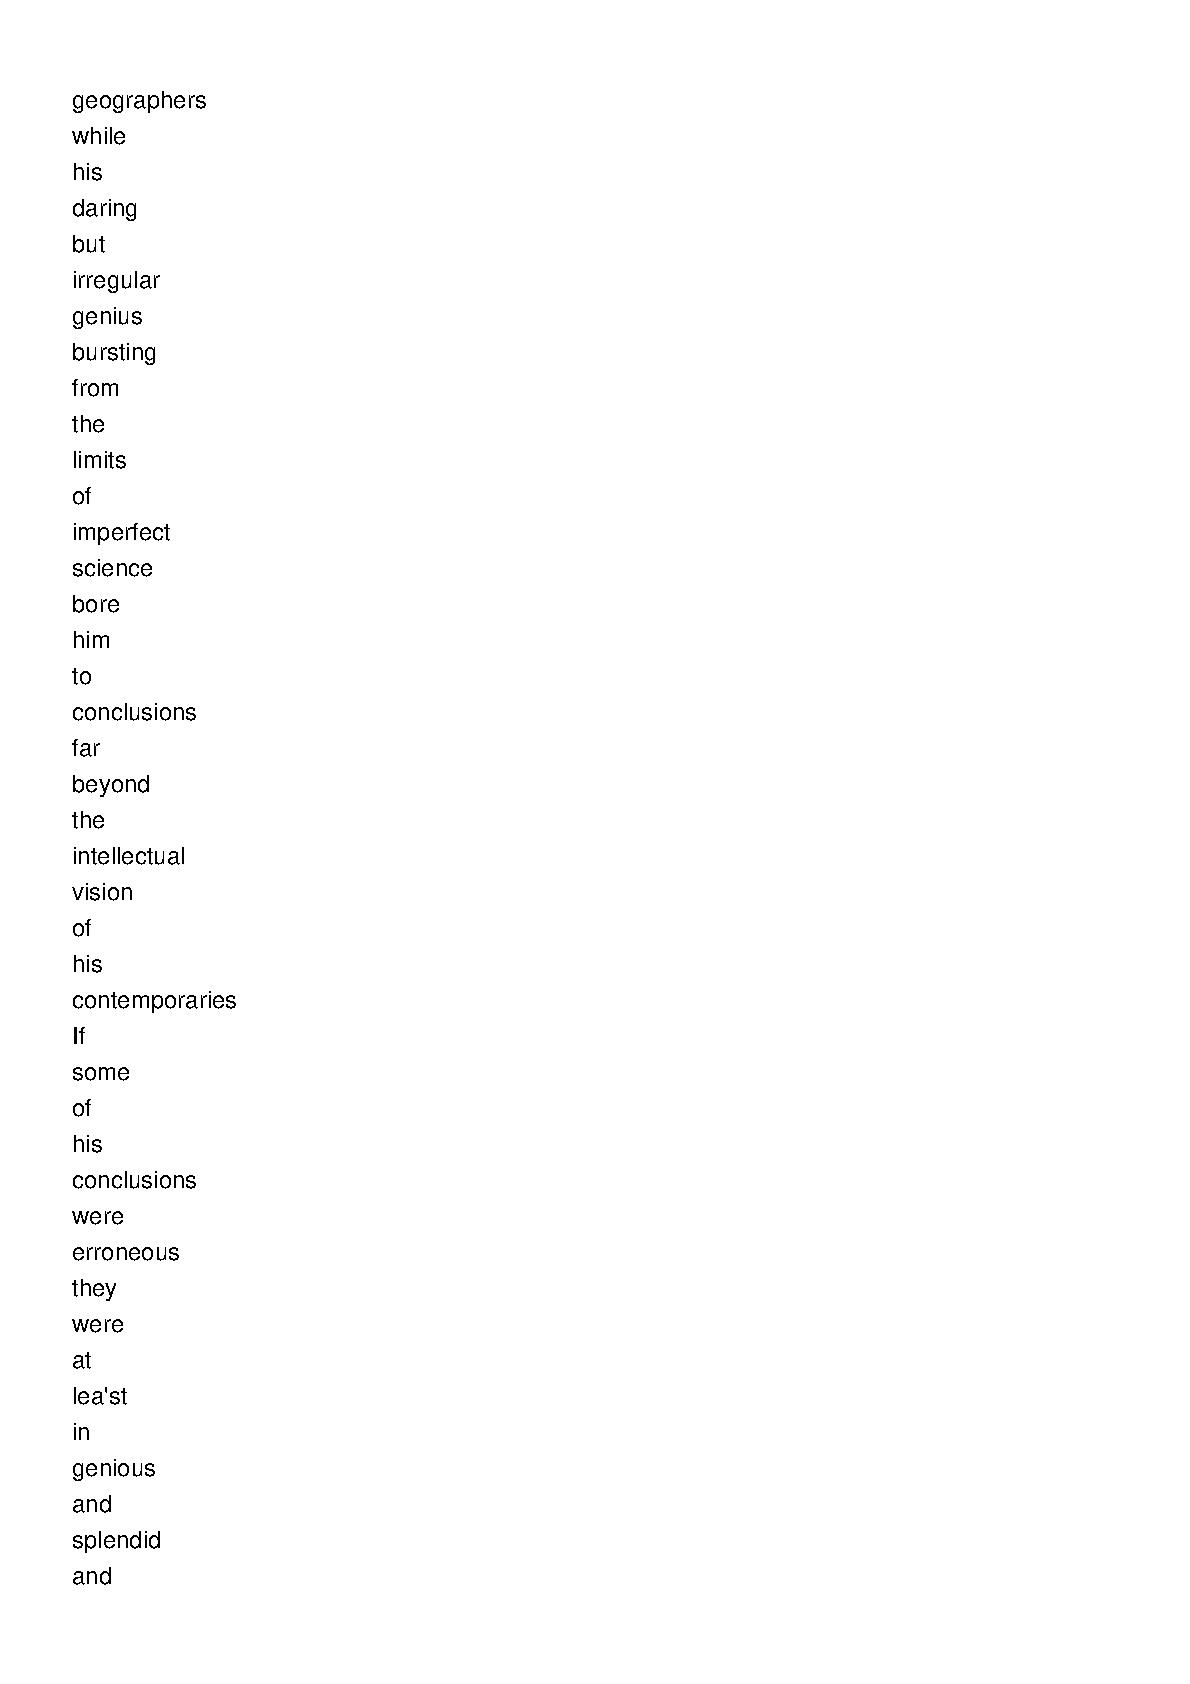 geographers
while
his
daring
but
irregular
genius
bursting
from
the
limits
of
imperfect
science
bore
him
to
conclusions
far
beyond
the
intellectual
vision
of
his
contemporaries
If
some
of
his
conclusions
were
erroneous
they
were
at
lea'st
in
genious
and
splendid
and